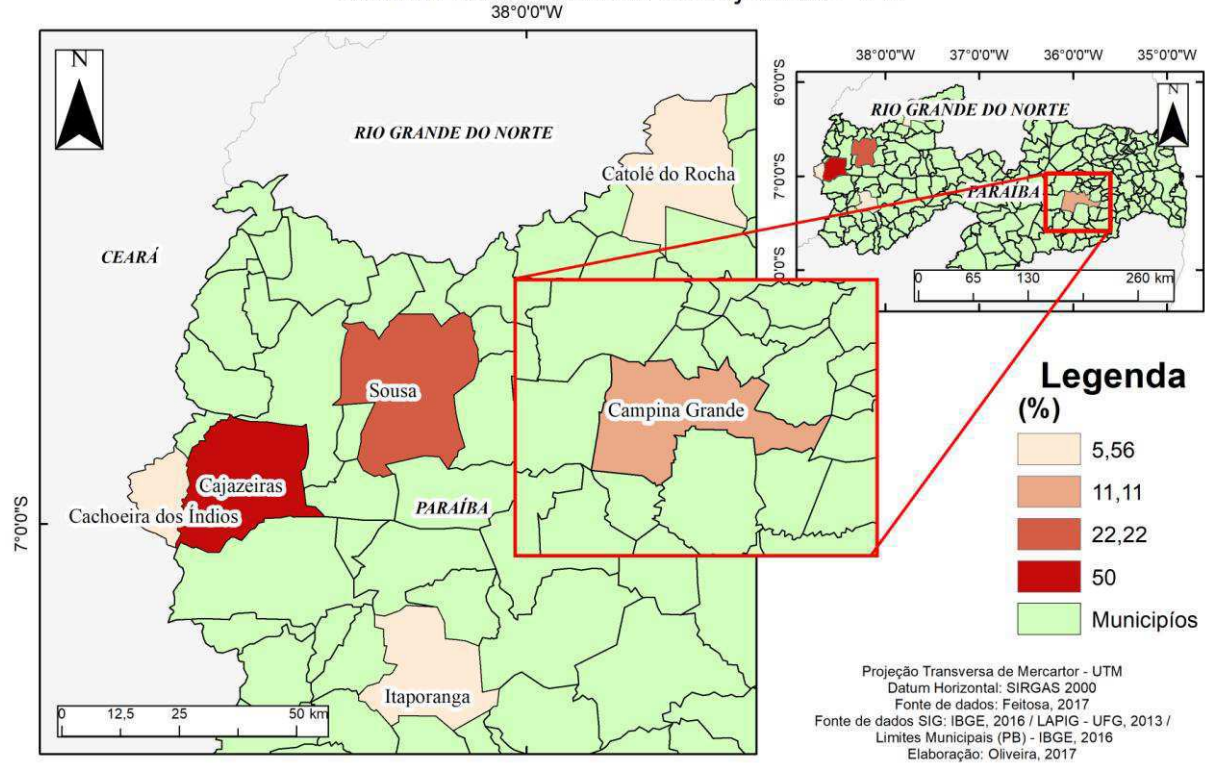 38°0'0"W
N
RIO GRANDE DO NORTE
Catolé do Rocha
CEARÁ
Sousa
Cajazeiras
Cachoeira dos Índios
PARAÍBA
Campina Grande
Itaporanga
7°0'0"S
0 12,5 25 50 km
38°0'0"W 37°0'0"W 36°0'0"W 35°0'0"W
6°0'0"S
7°0'0"S
N
RIO GRANDE DO NORTE
PARAÍBA
0 65 130 260 km
Legenda
(%)
5,56
11,11
22,22
50
Municipíos
Projeção Transversa de Mercartor - UTM
Datum Horizontal: SIRGAS 2000
Fonte de dados: Feitosa, 2017
Fonte de dados SIG: IBGE, 2016 / LAPIG - UFG, 2013 /
Limites Municipais (PB) - IBGE, 2016
Elaboração: Oliveira, 2017